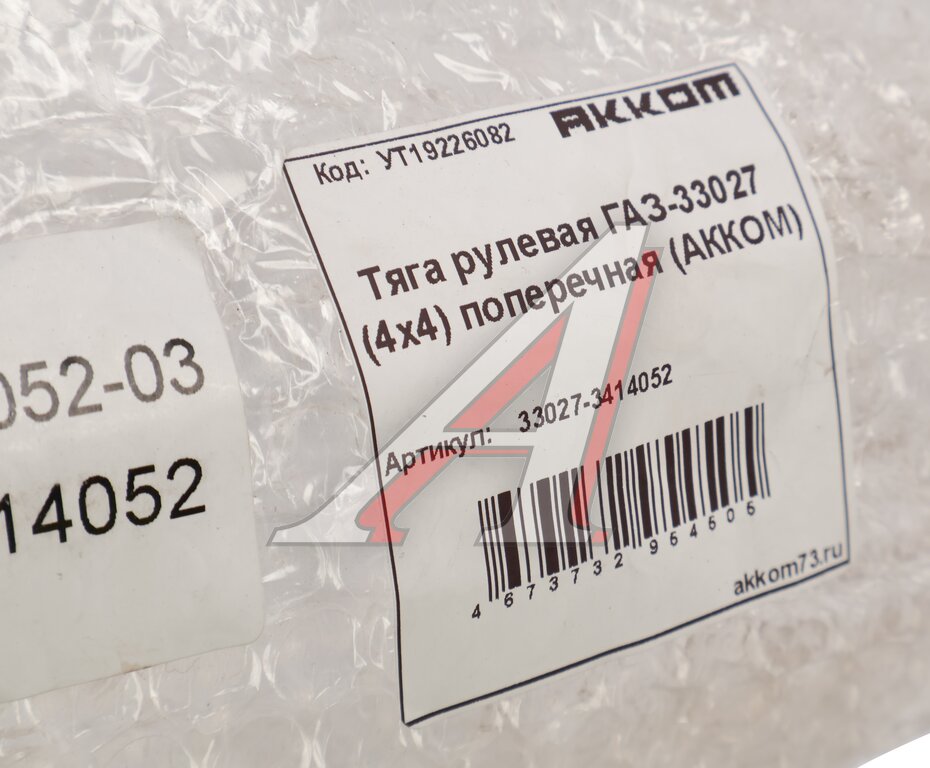 AKKOM
Код: УТ19226082
Тяга рулевая ГАЗ-33027
(4x4) поперечная (АККОМ)
Артикул: 33027-3414052
4 673732 954505
akkom73.ru
052-03
14052